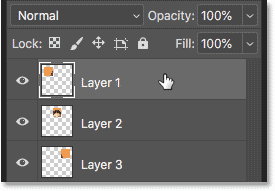 Normal Opacity: 100%
Lock: Fill: 100%
Layer 1
Layer 2
Layer 3